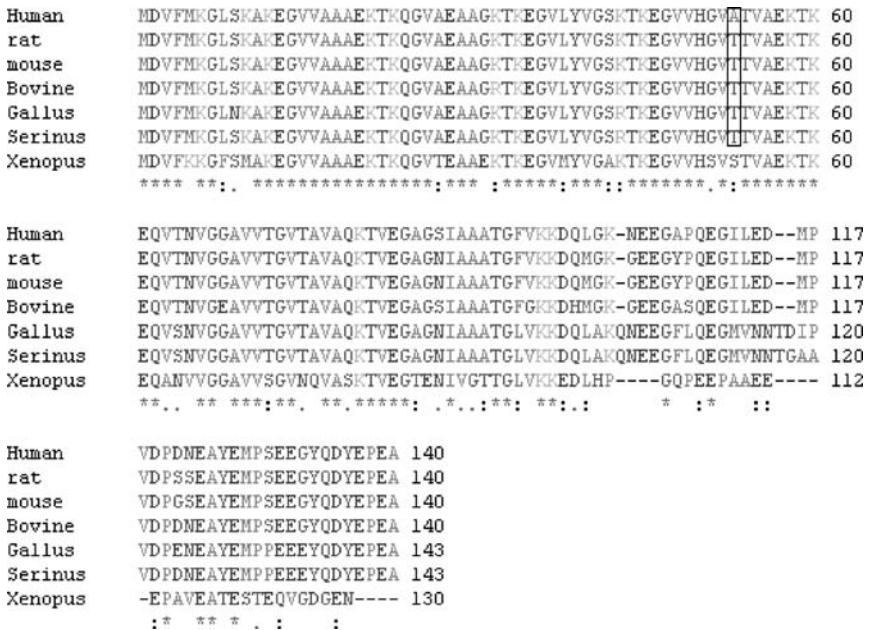 Human MDVFMKGLSKAKEGVVAAAEKTKQGVAEAAGKTKEGVLYVGSKTKEGVVHGVATVAEKTK 60
rat MDVFMKGLSKAKEGVVAAAEKTKQGVAEAAGKTKEGVLYVGSKTKEGVVHGVTTVAEKTK 60
mouse MDVFMKGLSKAKEGVVAAAEKTKQGVAEAAGKTKEGVLYVGSKTKEGVVHGVTTVAEKTK 60
Bovine MDVFMKGLSKAKEGVVAAAEKTKQGVAEAAGKTKEGVLYVGSKTKEGVVHGVTTVAEKTK 60
Gallus MDVFMKGLNKAKEGVVAAAEKTKQGVAEAAGKTKEGVLYVGSRTKEGVVHGVTTVAEKTK 60
Serinus MDVFMKGLSKAKEGVVAAAEKTKQGVAEAAGKTKEGVLYVGSRTKEGVVHGVTTVAEKTK 60
Xenopus MDVFKKGFSMAKEGVVAAAEKTKQGVTEAAEKTKEGVMYVGAKTKEGVVHSVSTVAEKTK 60
**** **:. ****************:*** :******:***::*******.*:*******
Human EQVTNVGGAVVTGVTAVAQKTVEGAGSIAAATGFVKKDQLGK-NEEGAPQEGILED--MP 117
rat EQVTNVGGAVVTGVTAVAQKTVEGAGNIAAATGFVKKDQMGK-GEEGYPQEGILED--MP 117
mouse EQVTNVGGAVVTGVTAVAQKTVEGAGNIAAATGFVKKDQMGK-GEEGYPQEGILED--MP 117
Bovine EQVTNVGEAVVTGVTAVAQKTVEGAGSIAAATGFGKKDHMGK-GEEGASQEGILED--MP 117
Gallus EQVSNVGGAVVTGVTAVAQKTVEGAGNIAAATGLVKKDQLAKQNEEGFLQEGMVNNTDIP 120
Serinus EQVSNVGGAVVTGVTAVAQKTVEGAGNIAAATGLVKKDQLAKQNEEGFLQEGMVNNTGAA 120
Xenopus EQANVVGGAVVSGVNQVASKTVEGTENIVGTTGLVKKEDLHP----GQPEEPAAEE---- 112
**.. ** ***:**. **.*****: .*..:**: **:.: * :* ::
Human VDPDNEAYEMPSEEGYQDYEPEA 140
rat VDPSSEAYEMPSEEGYQDYEPEA 140
mouse VDPGSEAYEMPSEEGYQDYEPEA 140
Bovine VDPDNEAYEMPSEEGYQDYEPEA 140
Gallus VDPENEAYEMPPEEEYQDYEPEA 143
Serinus VDPDNEAYEMPPEEEYQDYEPEA 143
Xenopus -EPAVEATESTEQVGDGEN---- 130
:* ** * . : :